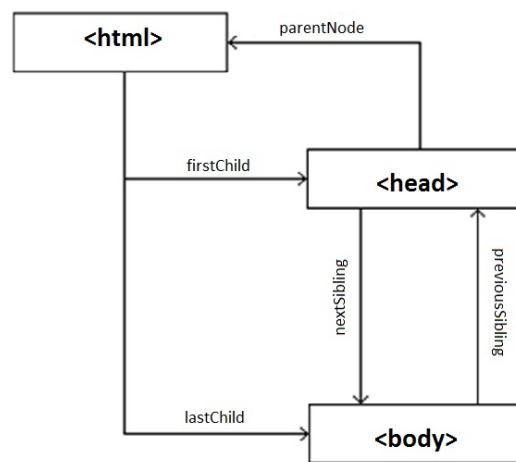 parentNode
<html>
firstChild
<head>
nextSibling
previousSibling
lastChild
<body>